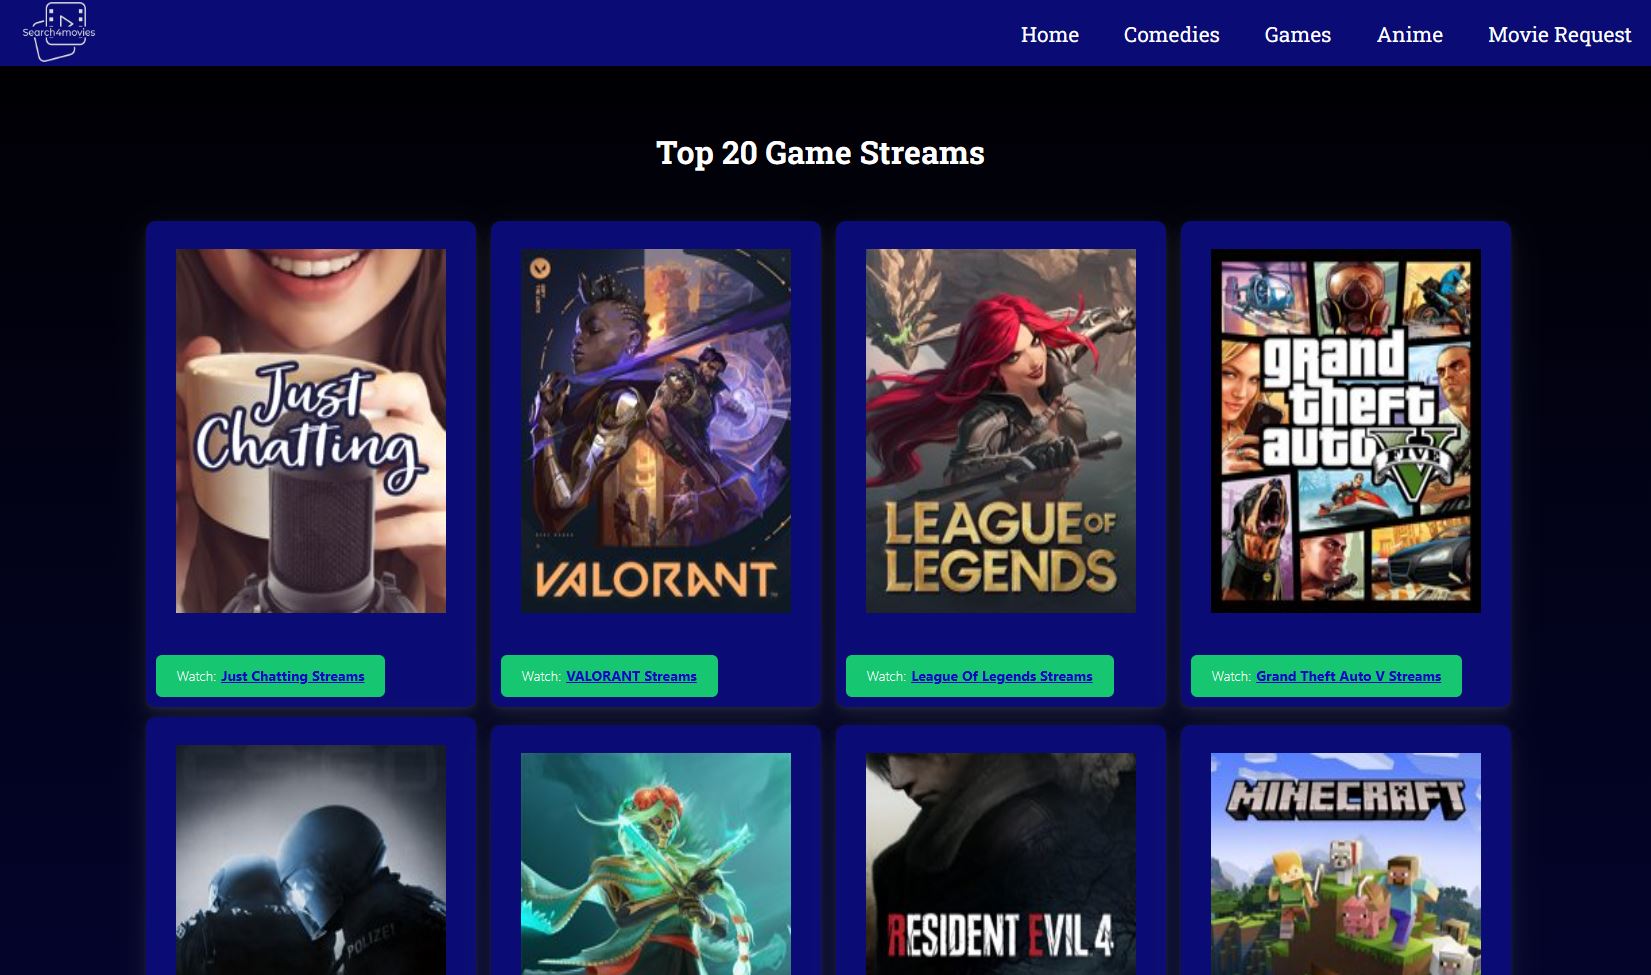 Search4movies
Home
Comedies
Games
Anime
Movie Request
Top 20 Game Streams
Just
Chatting
VALORANT
LEAGUE OF
LEGENDS
grand
theft
auto V
FIVE
Watch: Just Chatting Streams
Watch: VALORANT Streams
Watch: League Of Legends Streams
Watch: Grand Theft Auto V Streams
CS:GO
POLIZEI
RESIDENT EVIL 4
MINECRAFT